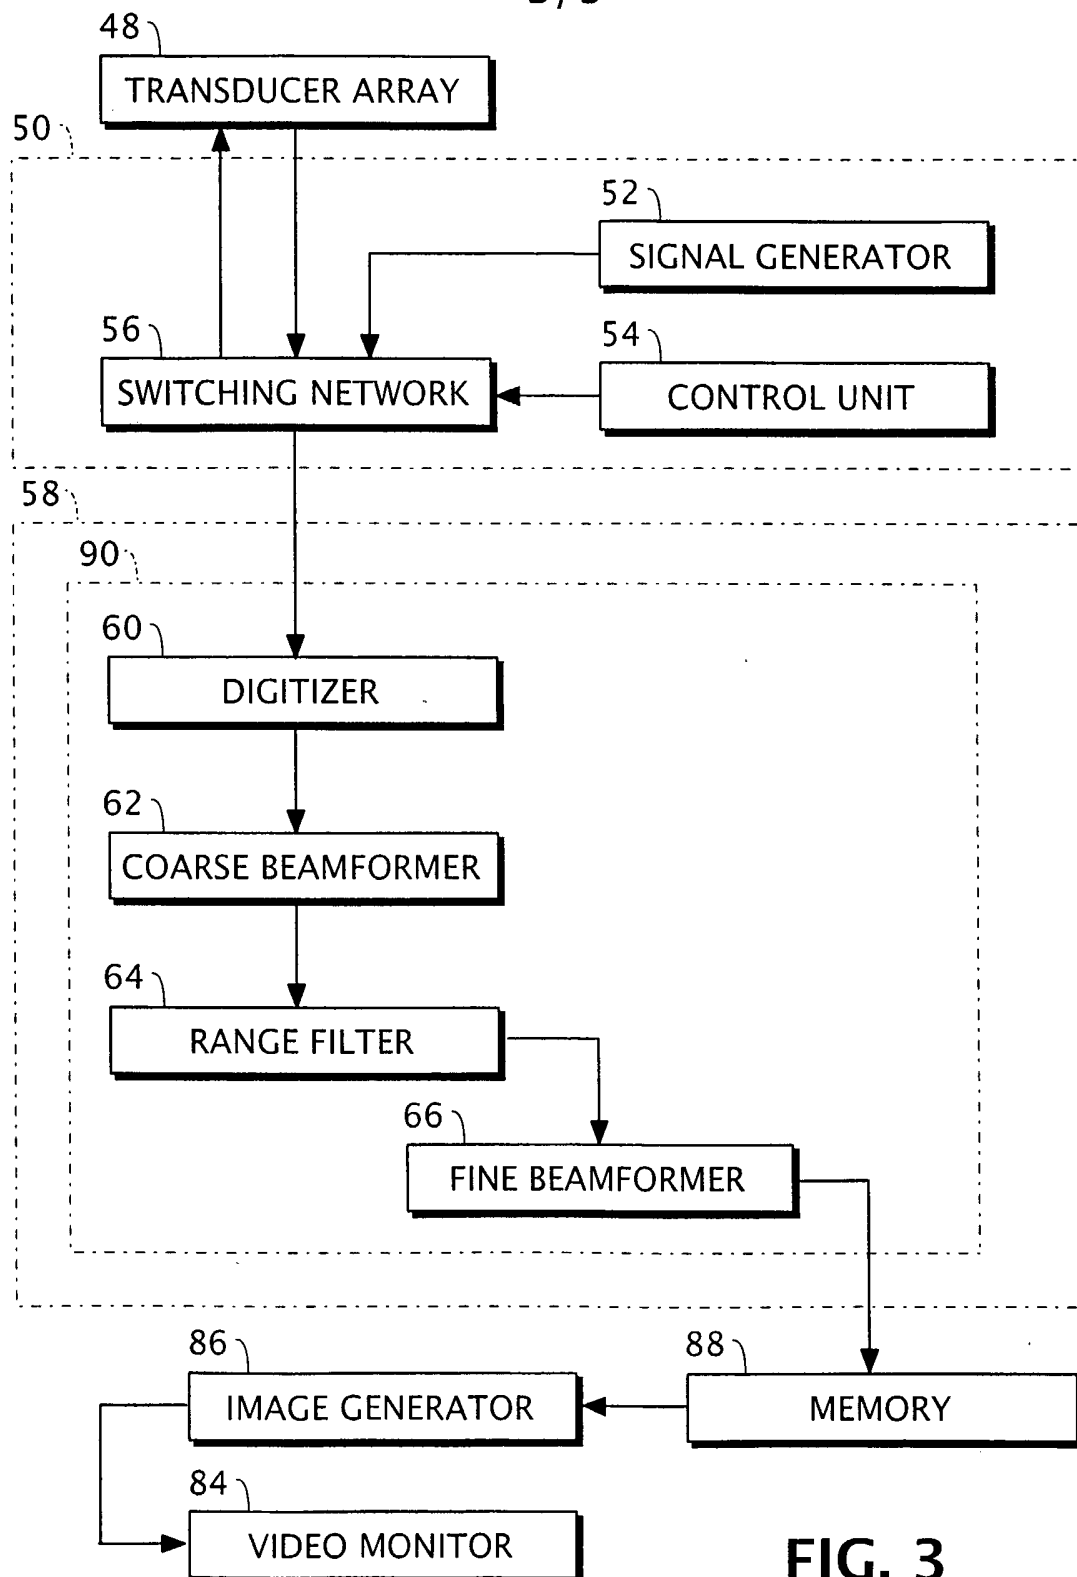 48
TRANSDUCER ARRAY
50
52
SIGNAL GENERATOR
56
54
SWITCHING NETWORK
CONTROL UNIT
58
90
60
DIGITIZER
62
COARSE BEAMFORMER
64
RANGE FILTER
66
FINE BEAMFORMER
86
88
IMAGE GENERATOR
MEMORY
84
VIDEO MONITOR
FIG. 3